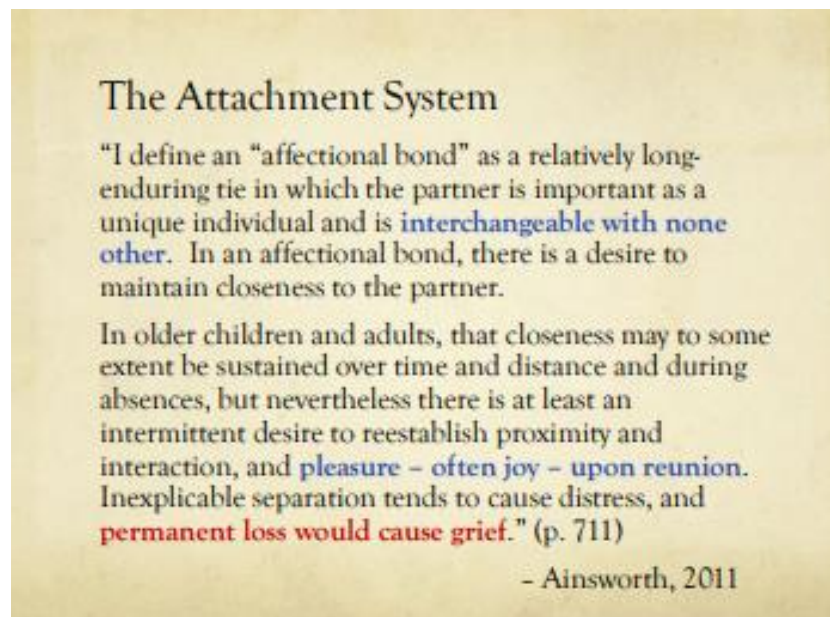 The Attachment System
“I define an “affectional bond” as a relatively long-
enduring tie in which the partner is important as a
unique individual and is interchangeable with none
other.  In an affectional bond, there is a desire to
maintain closeness to the partner.
In older children and adults, that closeness may to some
extent be sustained over time and distance and during
absences, but nevertheless there is at least an
intermittent desire to reestablish proximity and
interaction, and pleasure – often joy – upon reunion.
Inexplicable separation tends to cause distress, and
permanent loss would cause grief.” (p. 711)
– Ainsworth, 2011